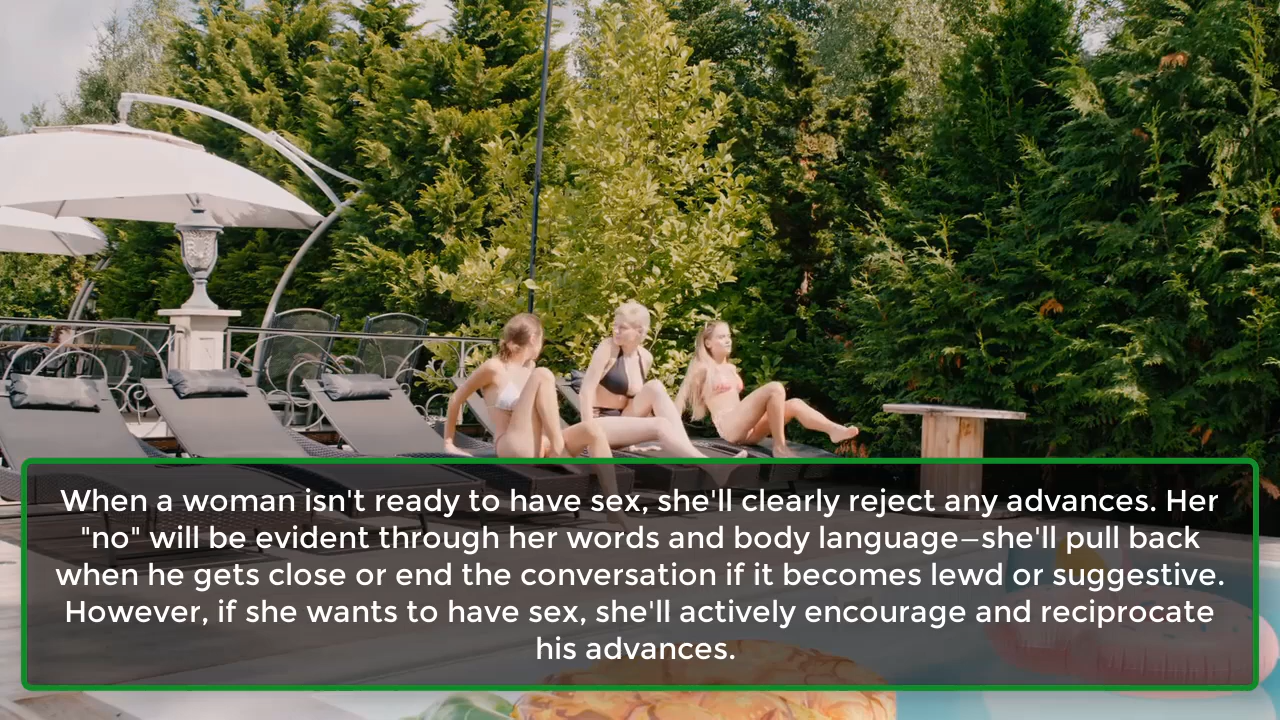 When a woman isn't ready to have sex, she'll clearly reject any advances. Her
"no" will be evident through her words and body language—she'll pull back
when he gets close or end the conversation if it becomes lewd or suggestive.
However, if she wants to have sex, she'll actively encourage and reciprocate
his advances.